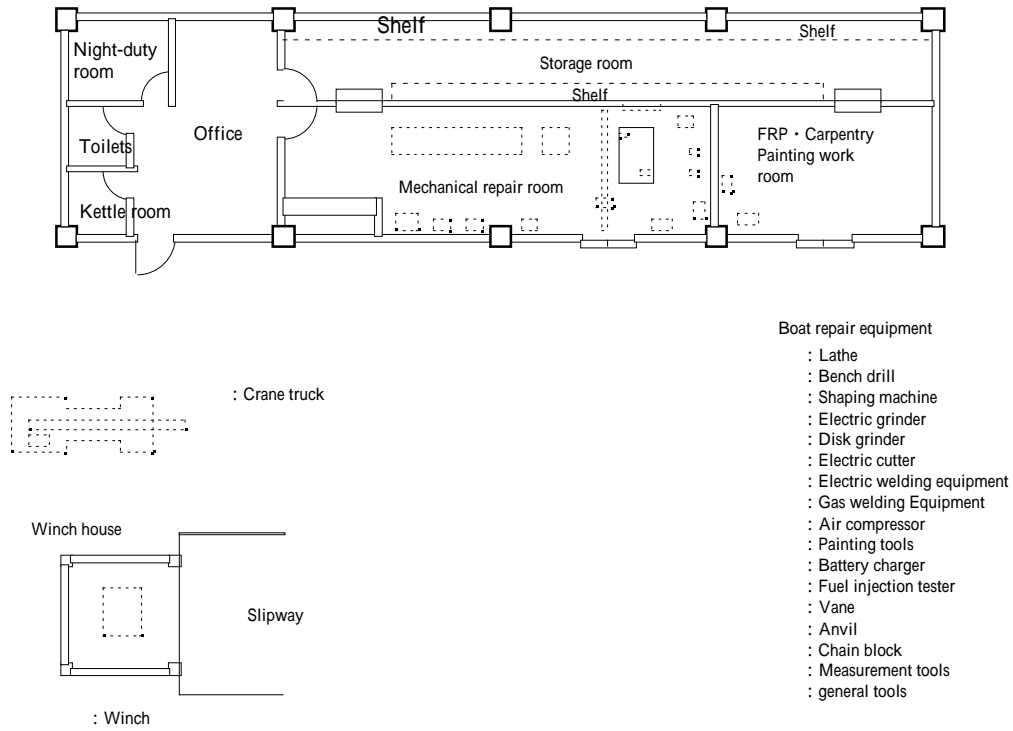 Shelf
Shelf
Night-duty
room
Storage room
Shelf
Office
Toilets
FRP・Carpentry
Painting work
room
Mechanical repair room
Kettle room
Boat repair equipment
: Lathe
: Bench drill
: Shaping machine
: Electric grinder
: Disk grinder
: Electric cutter
: Electric welding equipment
: Gas welding Equipment
: Air compressor
: Painting tools
: Battery charger
: Fuel injection tester
: Vane
: Anvil
: Chain block
: Measurement tools
: general tools
: Crane truck
Winch house
Slipway
: Winch